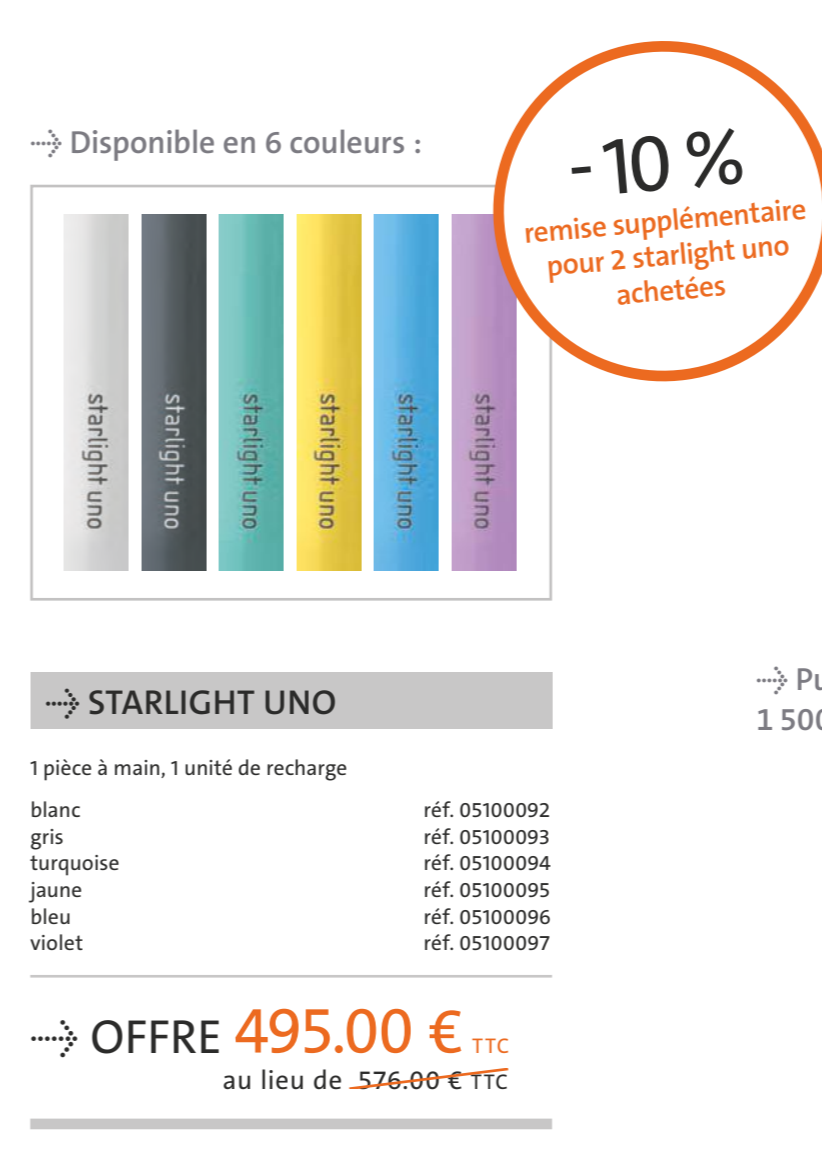 Disponible en 6 couleurs :
- 10 %
remise supplémentaire
pour 2 starlight uno
achetées
starlight uno
starlight uno
starlight uno
starlight uno
starlight uno
starlight uno
STARLIGHT UNO
1 pièce à main, 1 unité de recharge
blanc réf. 05100092
gris réf. 05100093
turquoise réf. 05100094
jaune réf. 05100095
bleu réf. 05100096
violet réf. 05100097
OFFRE 495.00 € TTC
au lieu de 576.00 € TTC